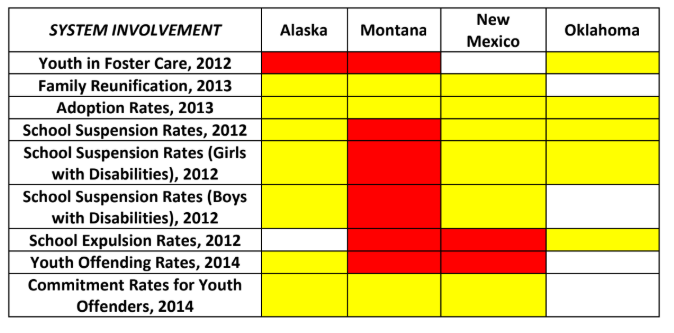 SYSTEM INVOLVEMENT Alaska Montana New Mexico Oklahoma
Youth in Foster Care, 2012
Family Reunification, 2013
Adoption Rates, 2013
School Suspension Rates, 2012
School Suspension Rates (Girls
with Disabilities), 2012
School Suspension Rates (Boys
with Disabilities), 2012
School Expulsion Rates, 2012
Youth Offending Rates, 2014
Commitment Rates for Youth
Offenders, 2014